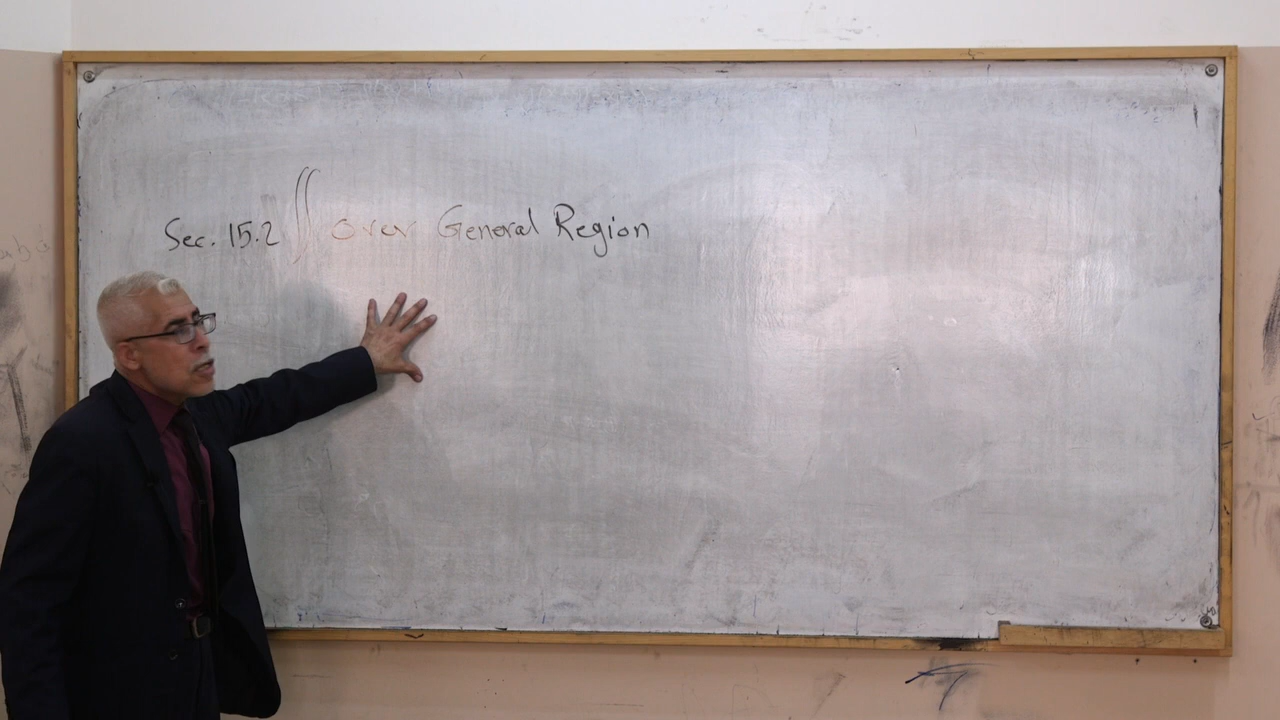 Sec. 15.2 ∬ over General Region